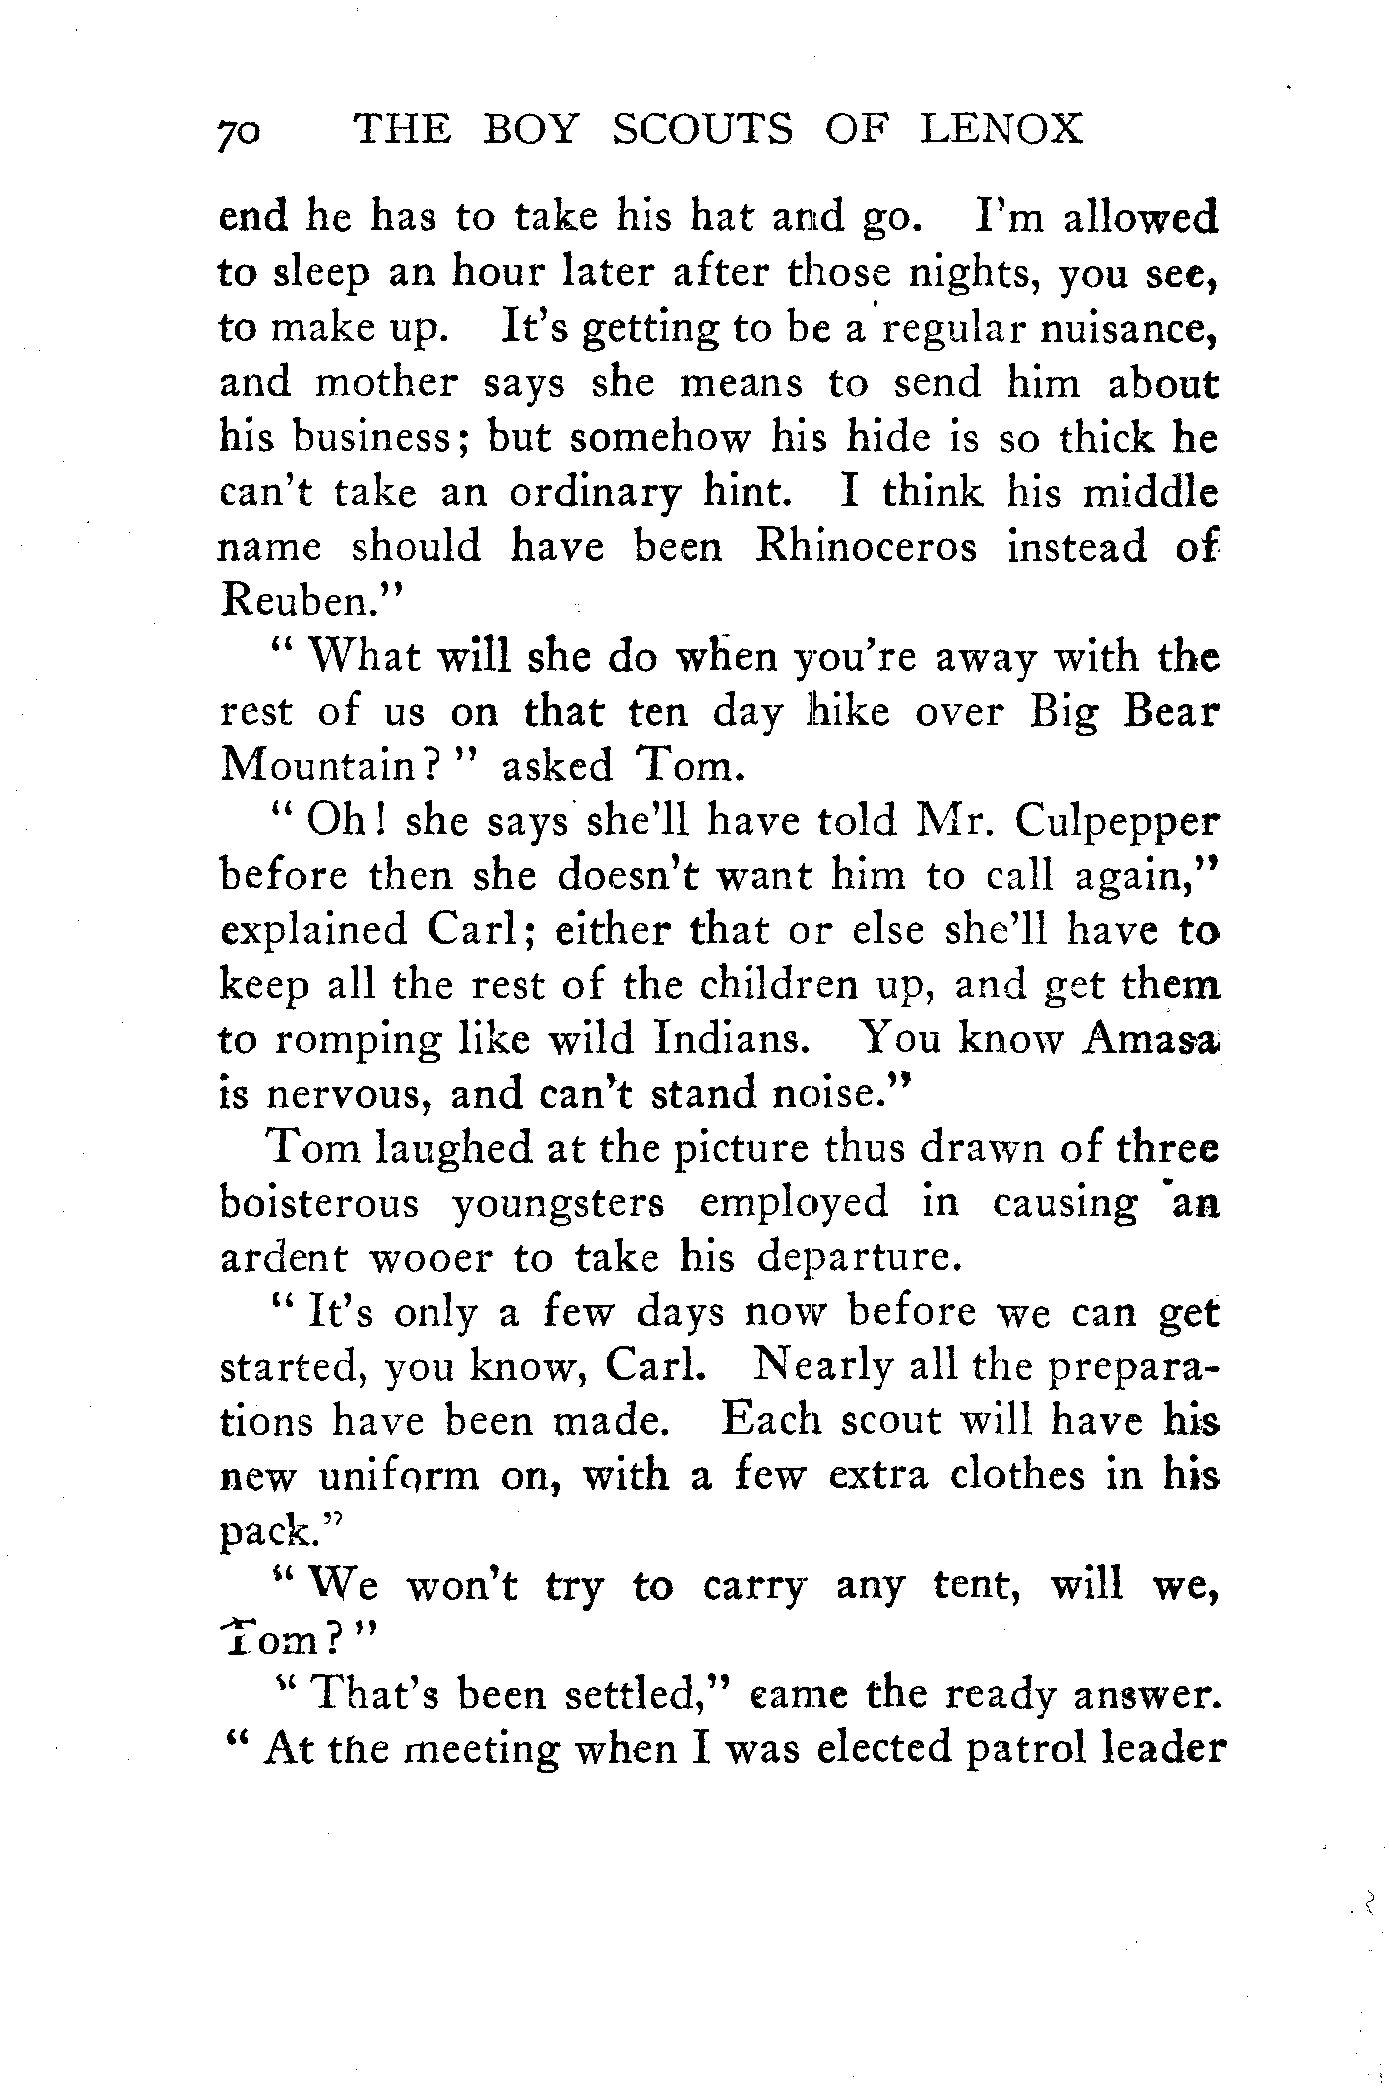 70 THE BOY SCOUTS OF LENOX
end he has to take his hat and go. I'm allowed
to sleep an hour later after those nights, you see,
to make up. It's getting to be a regular nuisance,
and mother says she means to send him about
his business; but somehow his hide is so thick he
can't take an ordinary hint. I think his middle
name should have been Rhinoceros instead of
Reuben."
" What will she do when you're away with the
rest of us on that ten day hike over Big Bear
Mountain? " asked Tom.
" Oh! she says she'll have told Mr. Culpepper
before then she doesn't want him to call again,"
explained Carl; either that or else she'll have to
keep all the rest of the children up, and get them
to romping like wild Indians. You know Amasa
is nervous, and can't stand noise."
Tom laughed at the picture thus drawn of three
boisterous youngsters employed in causing an
ardent wooer to take his departure.
" It's only a few days now before we can get
started, you know, Carl. Nearly all the prepara-
tions have been made. Each scout will have his
new uniform on, with a few extra clothes in his
pack."
" We won't try to carry any tent, will we,
Tom? "
" That's been settled," came the ready answer.
" At the meeting when I was elected patrol leader